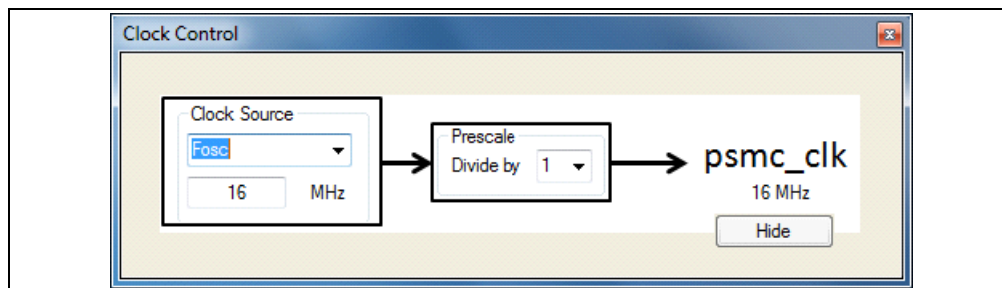 Clock Control
Clock Source
Fosc
16 MHz
Prescale
Divide by 1
psmc_clk
16 MHz
Hide